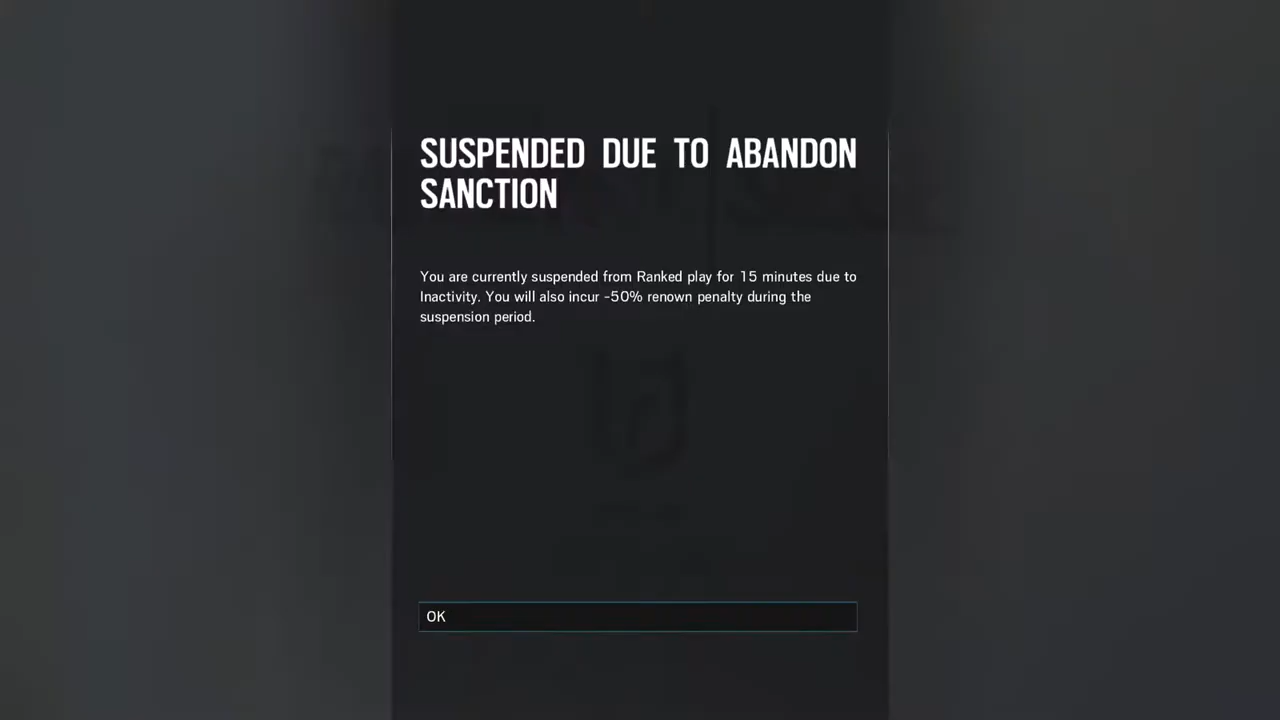 SUSPENDED DUE TO ABANDON
SANCTION
You are currently suspended from Ranked play for 15 minutes due to
Inactivity. You will also incur -50% renown penalty during the
suspension period.
OK